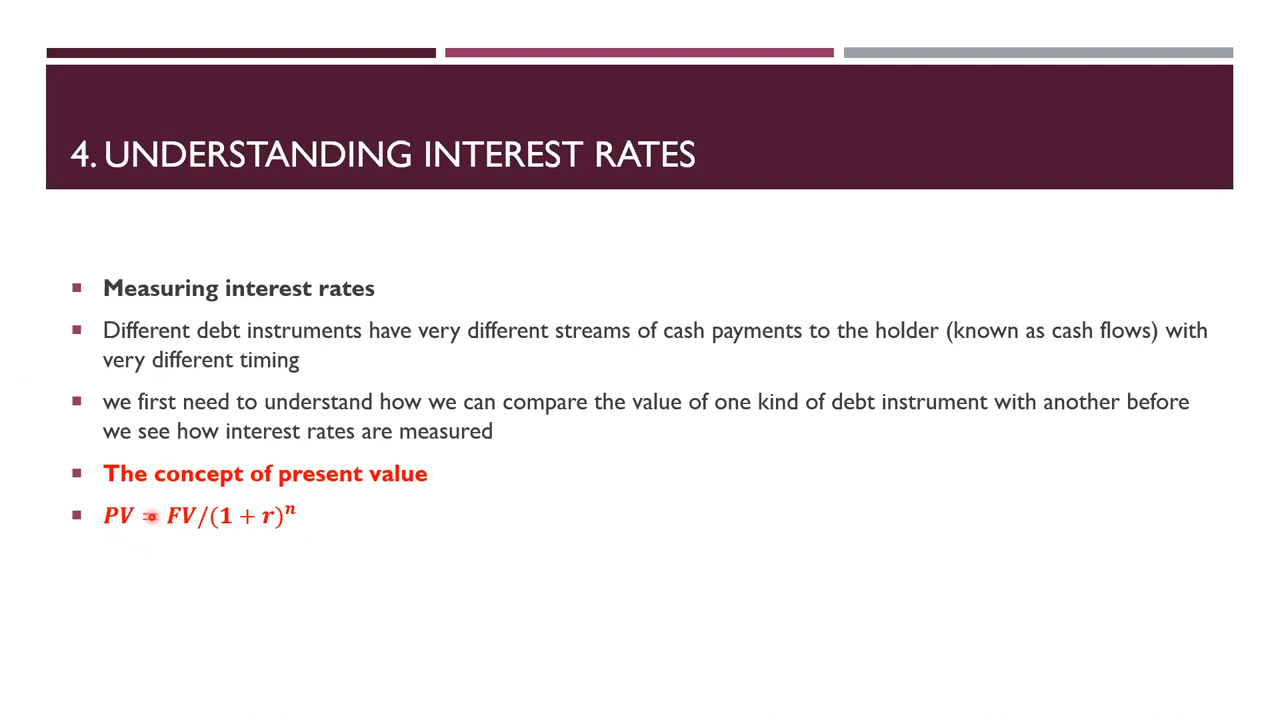 4. UNDERSTANDING INTEREST RATES
Measuring interest rates
Different debt instruments have very different streams of cash payments to the holder (known as cash flows) with
very different timing
we first need to understand how we can compare the value of one kind of debt instrument with another before
we see how interest rates are measured
The concept of present value
PV = FV/(1 + r)^n